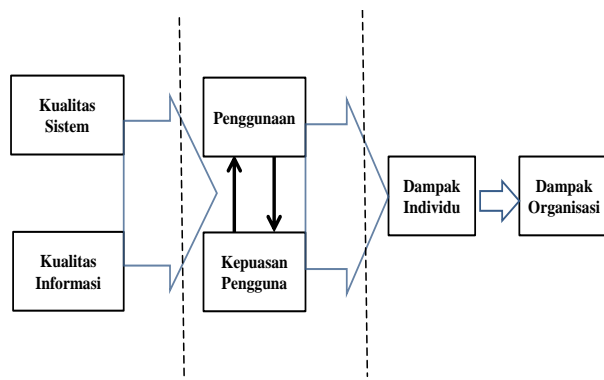 Kualitas
Sistem
Kualitas
Informasi
Penggunaan
Kepuasan
Pengguna
Dampak
Individu
Dampak
Organisasi